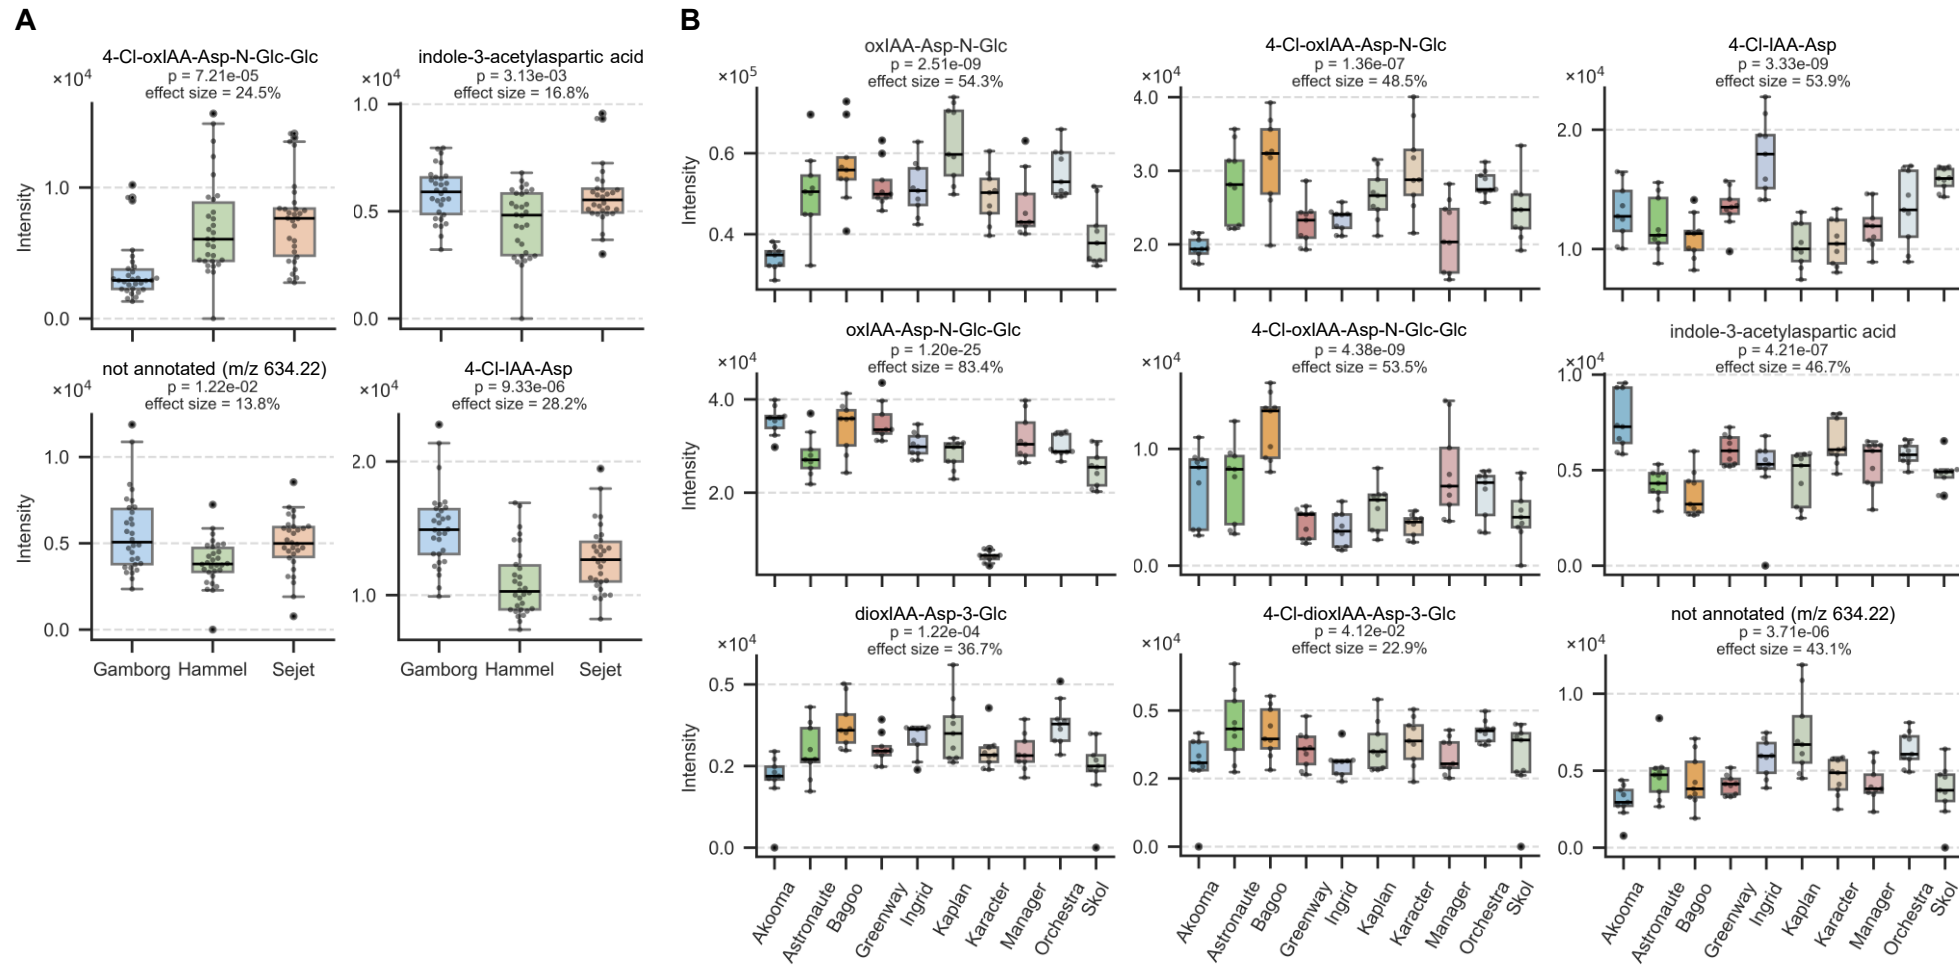 A
4-Cl-oxIAA-Asp-N-Glc-Glc
p = 7.21e-05
effect size = 24.5%
×10⁴
Intensity
1.0
0.0
indole-3-acetylaspartic acid
p = 3.13e-03
effect size = 16.8%
×10⁴
1.0
0.5
0.0
not annotated (m/z 634.22)
p = 1.22e-02
effect size = 13.8%
×10⁴
Intensity
1.0
0.5
0.0
Gamborg Hammel Sejet
4-Cl-IAA-Asp
p = 9.33e-06
effect size = 28.2%
×10⁴
2.0
1.0
Gamborg Hammel Sejet
B
oxIAA-Asp-N-Glc
p = 2.51e-09
effect size = 54.3%
×10⁵
Intensity
0.6
0.4
4-Cl-oxIAA-Asp-N-Glc
p = 1.36e-07
effect size = 48.5%
×10⁴
4.0
3.0
2.0
4-Cl-IAA-Asp
p = 3.33e-09
effect size = 53.9%
×10⁴
2.0
1.0
oxIAA-Asp-N-Glc-Glc
p = 1.20e-25
effect size = 83.4%
×10⁴
Intensity
4.0
2.0
4-Cl-oxIAA-Asp-N-Glc-Glc
p = 4.38e-09
effect size = 53.5%
×10⁴
1.0
0.0
indole-3-acetylaspartic acid
p = 4.21e-07
effect size = 46.7%
×10⁴
1.0
0.5
0.0
dioxIAA-Asp-3-Glc
p = 1.22e-04
effect size = 36.7%
×10⁴
Intensity
0.5
0.2
0.0
Akooma Astronaute Bagoo Greenway Ingrid Kaplan Karacter Manager Orchestra Skol
4-Cl-dioxIAA-Asp-3-Glc
p = 4.12e-02
effect size = 22.9%
×10⁴
0.5
0.2
0.0
Akooma Astronaute Bagoo Greenway Ingrid Kaplan Karacter Manager Orchestra Skol
not annotated (m/z 634.22)
p = 3.71e-06
effect size = 43.1%
×10⁴
1.0
0.5
0.0
Akooma Astronaute Bagoo Greenway Ingrid Kaplan Karacter Manager Orchestra Skol